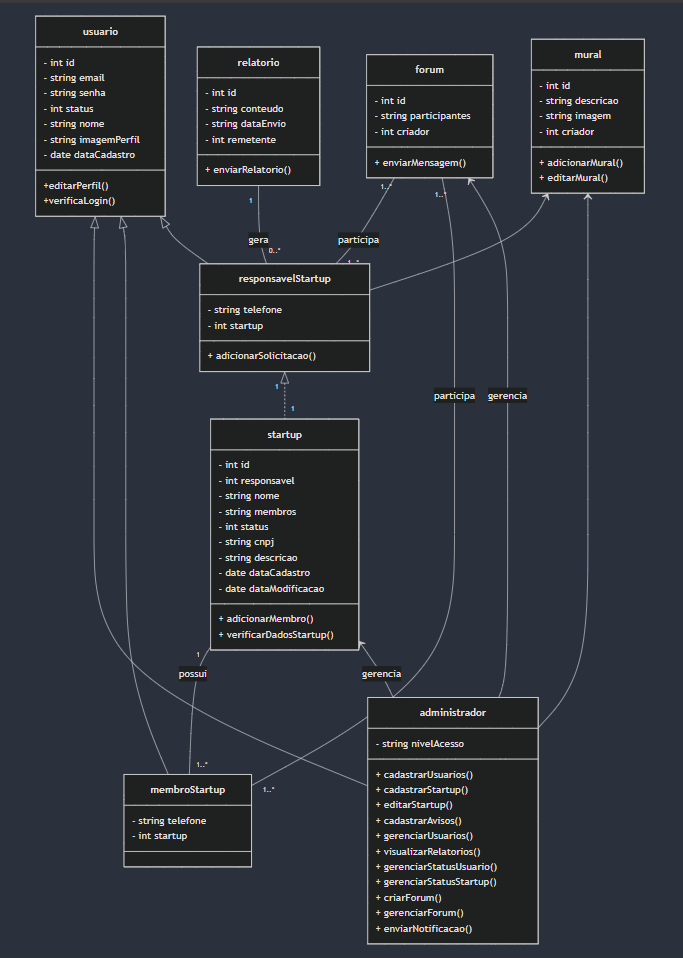 usuario
- int id
- string email
- string senha
- int status
- string nome
- string imagemPerfil
- date dataCadastro
+editarPerfil()
+verificaLogin()
relatorio
- int id
- string conteudo
- string dataEnvio
- int remetente
+ enviarRelatorio()
forum
- int id
- string participantes
- int criador
+ enviarMensagem()
mural
- int id
- string descricao
- string imagem
- int criador
+ adicionarMural()
+ editarMural()
1
gera
0..*
1..*
participa
1..*
1..*
participa
gerencia
responsavelStartup
- string telefone
- int startup
+ adicionarSolicitacao()
1
1
startup
- int id
- int responsavel
- string nome
- string membros
- int status
- string cnpj
- string descricao
- date dataCadastro
- date dataModificacao
+ adicionarMembro()
+ verificarDadosStartup()
1
possui
1..*
gerencia
membroStartup
- string telefone
- int startup
1..*
administrador
- string nivelAcesso
+ cadastrarUsuarios()
+ cadastrarStartup()
+ editarStartup()
+ cadastrarAvisos()
+ gerenciarUsuarios()
+ visualizarRelatorios()
+ gerenciarStatusUsuario()
+ gerenciarStatusStartup()
+ criarForum()
+ gerenciarForum()
+ enviarNotificacao()